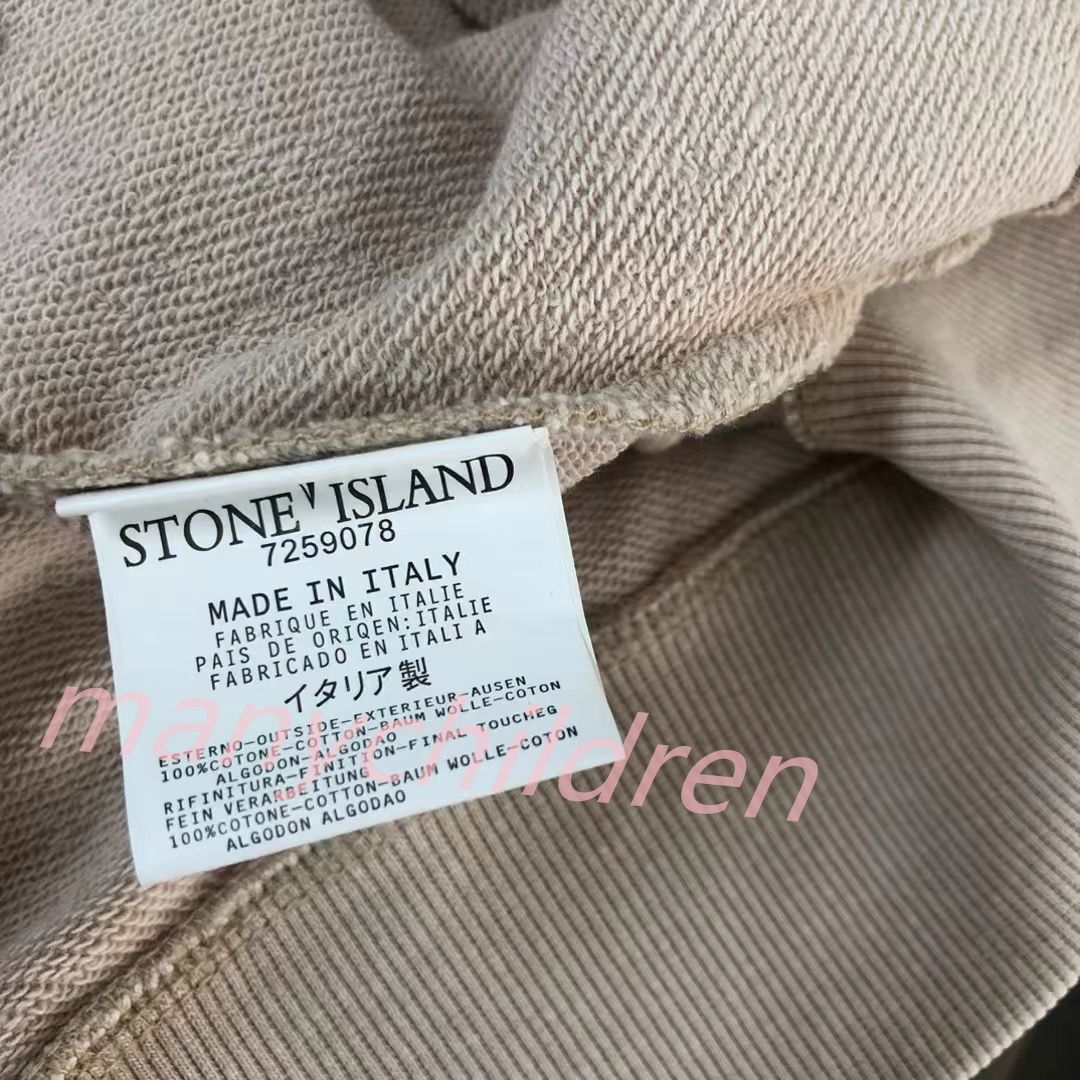 STONE ISLAND
7259078
MADE IN ITALY
FABRIQUE EN ITALIE
PAIS DE ORIQEN:ITALIE
FABRICADO EN ITALI A
イタリア製
ESTERNO-OUTSIDE-EXTERIEUR-AUSEN
100%COTONE-COTTON-BAUM WOLLE-COTON
ALGODON-ALGODAO
RIFINITURA-FINITION-FINAL TOUCHEG
FEIN VERARBEITUNG
100%COTONE-COTTON-BAUM WOLLE-COTON
ALGODON ALGODAO
manychildren